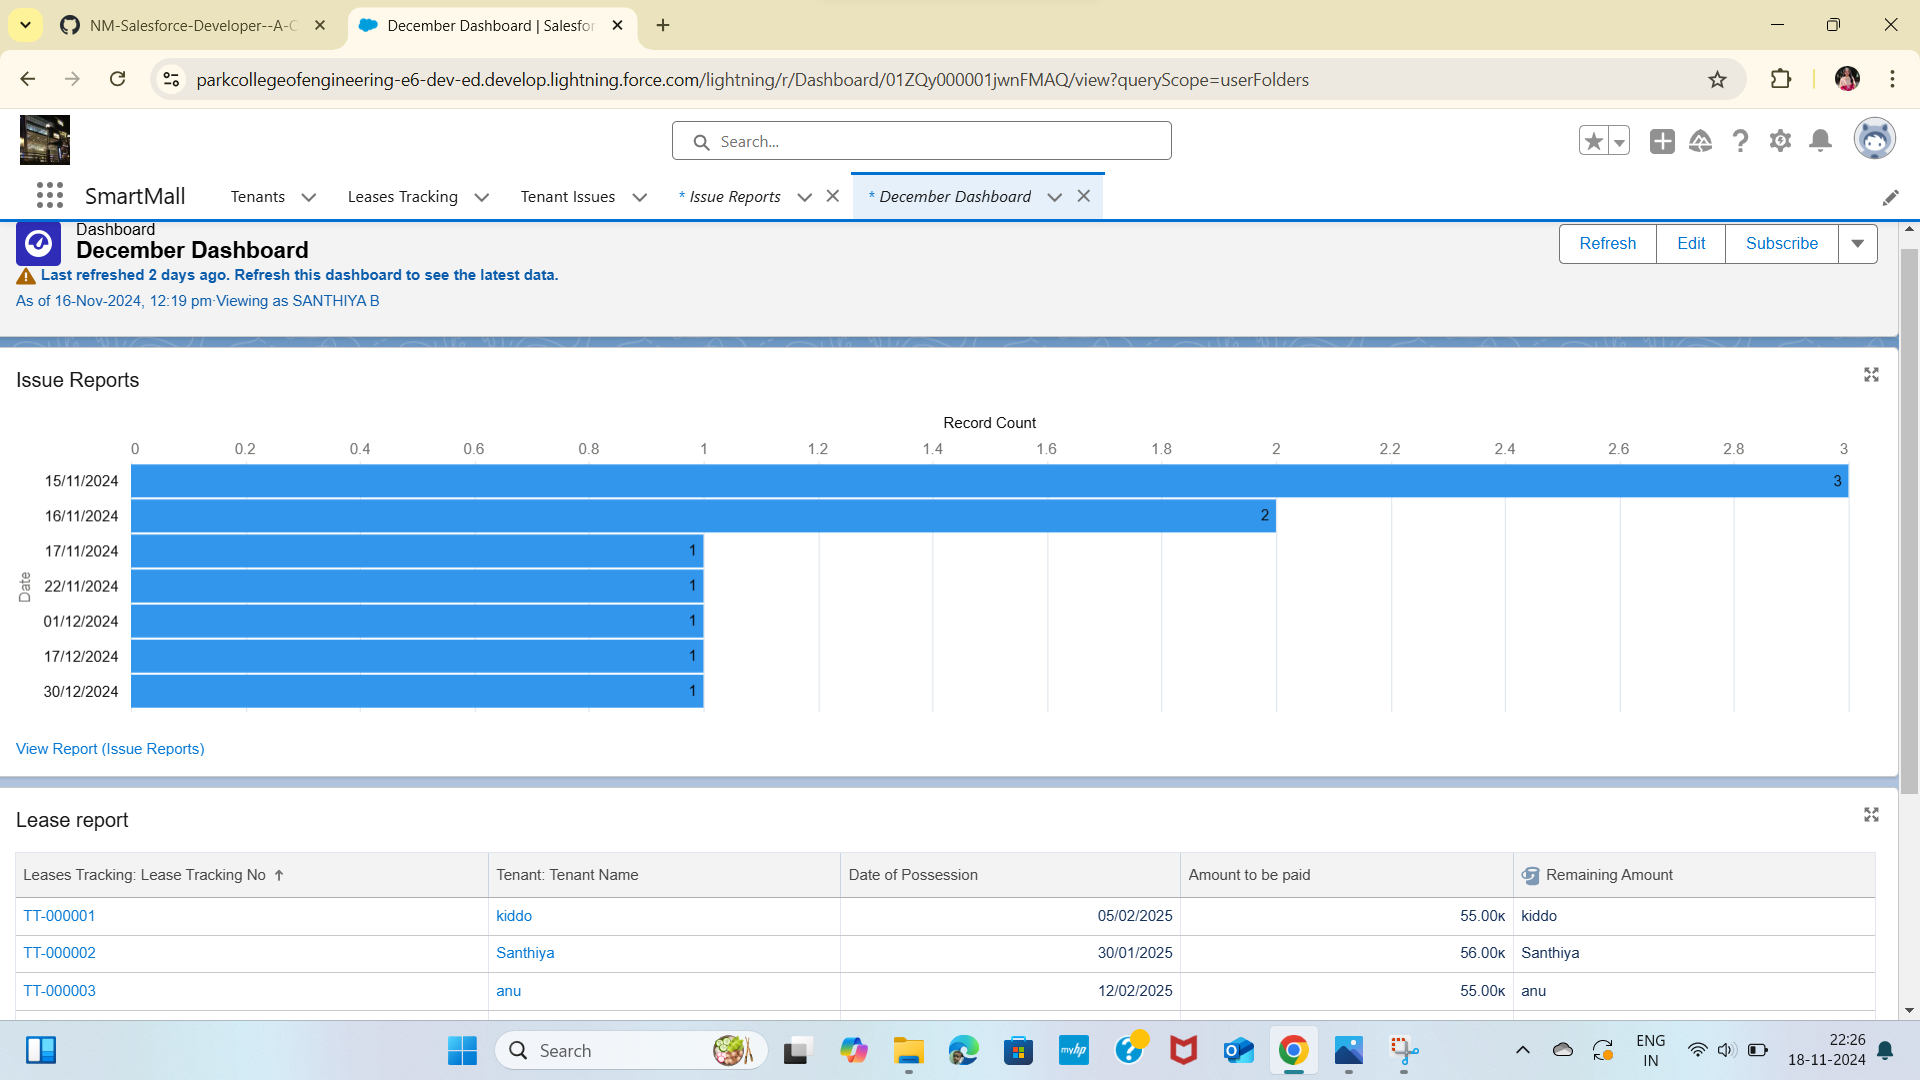 NM-Salesforce-Developer--A-C
December Dashboard | Salesfor
parkcollegeofengineering-e6-dev-ed.develop.lightning.force.com/lightning/r/Dashboard/01ZQy000001jwnFMAQ/view?queryScope=userFolders
Search...
SmartMall
Tenants
Leases Tracking
Tenant Issues
* Issue Reports
* December Dashboard
Dashboard
December Dashboard
Refresh
Edit
Subscribe
Last refreshed 2 days ago. Refresh this dashboard to see the latest data.
As of 16-Nov-2024, 12:19 pm·Viewing as SANTHIYA B
Issue Reports
Record Count
0 0.2 0.4 0.6 0.8 1 1.2 1.4 1.6 1.8 2 2.2 2.4 2.6 2.8 3
Date
15/11/2024 3
16/11/2024 2
17/11/2024 1
22/11/2024 1
01/12/2024 1
17/12/2024 1
30/12/2024 1
View Report (Issue Reports)
Lease report
Leases Tracking: Lease Tracking No ↑ Tenant: Tenant Name Date of Possession Amount to be paid Remaining Amount
TT-000001 kiddo 05/02/2025 55.00K kiddo
TT-000002 Santhiya 30/01/2025 56.00K Santhiya
TT-000003 anu 12/02/2025 55.00K anu
Search
myhp
ENG
IN
22:26
18-11-2024